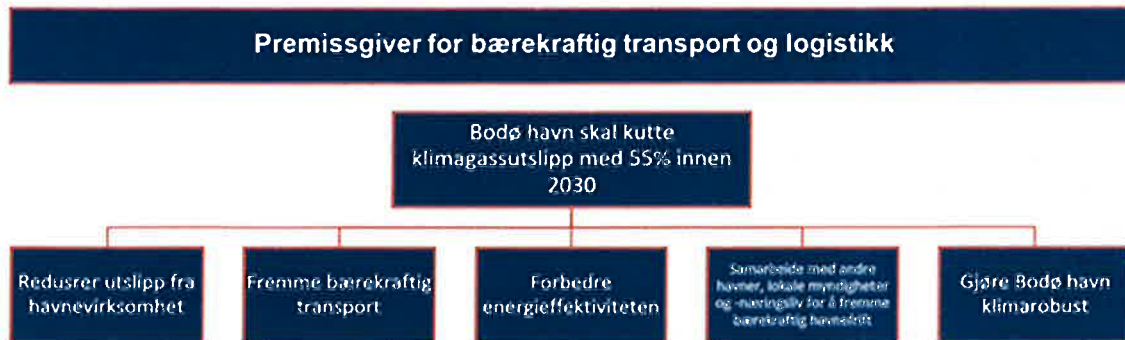 Premissgiver for bærekraftig transport og logistikk
Bodø havn skal kutte
klimagassutslipp med 55% innen
2030
Redusrer utslipp fra
havnevirksomhet
Fremme bærekraftig
transport
Forbedre
energieffektiviteten
Samarbeide med andre
havner, lokale myndigheter
og -næringsliv for å fremme
bærekraftig havnedrift
Gjøre Bodø havn
klimarobust